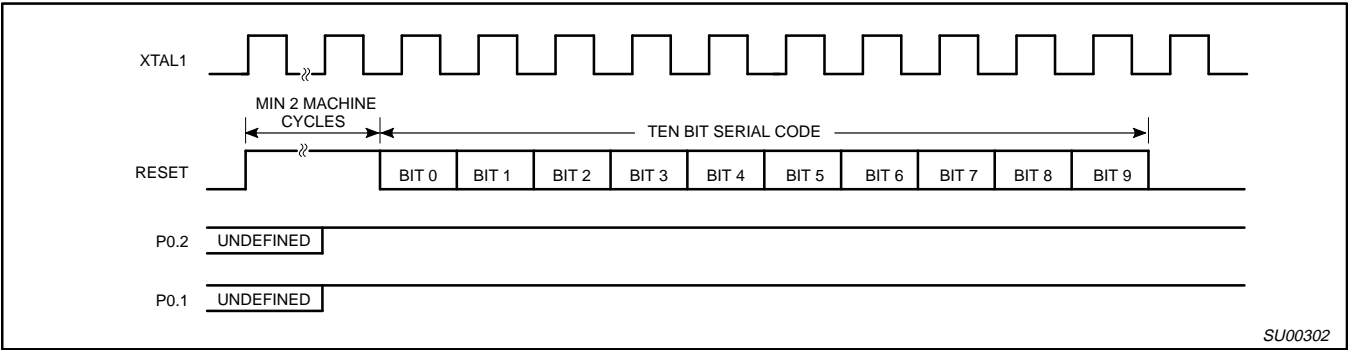 XTAL1
MIN 2 MACHINE
CYCLES
TEN BIT SERIAL CODE
RESET
BIT 0 BIT 1 BIT 2 BIT 3 BIT 4 BIT 5 BIT 6 BIT 7 BIT 8 BIT 9
P0.2 UNDEFINED
P0.1 UNDEFINED
SU00302